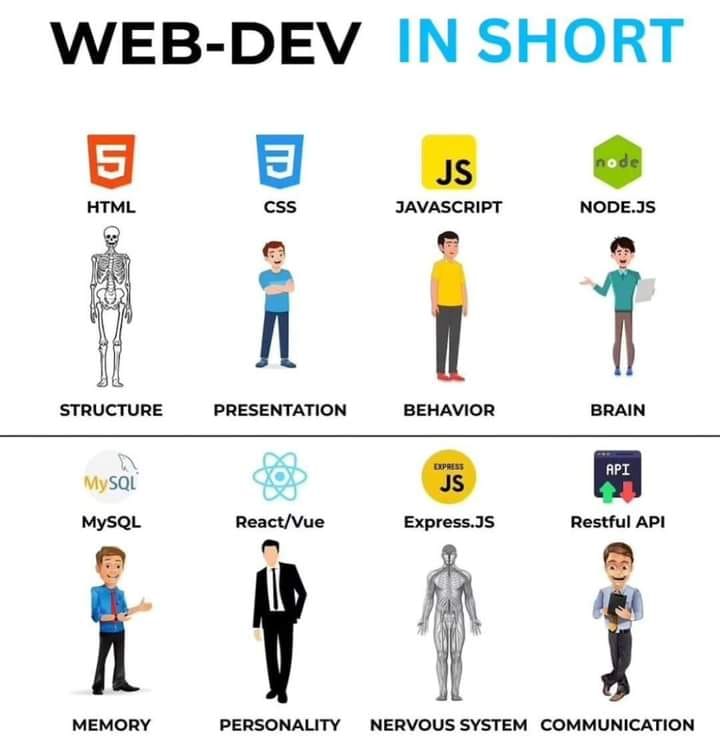 WEB-DEV IN SHORT
5 3 JS node
HTML CSS JAVASCRIPT NODE.JS
STRUCTURE PRESENTATION BEHAVIOR BRAIN
MySQL EXPRESS JS API
MySQL React/Vue Express.JS Restful API
MEMORY PERSONALITY NERVOUS SYSTEM COMMUNICATION